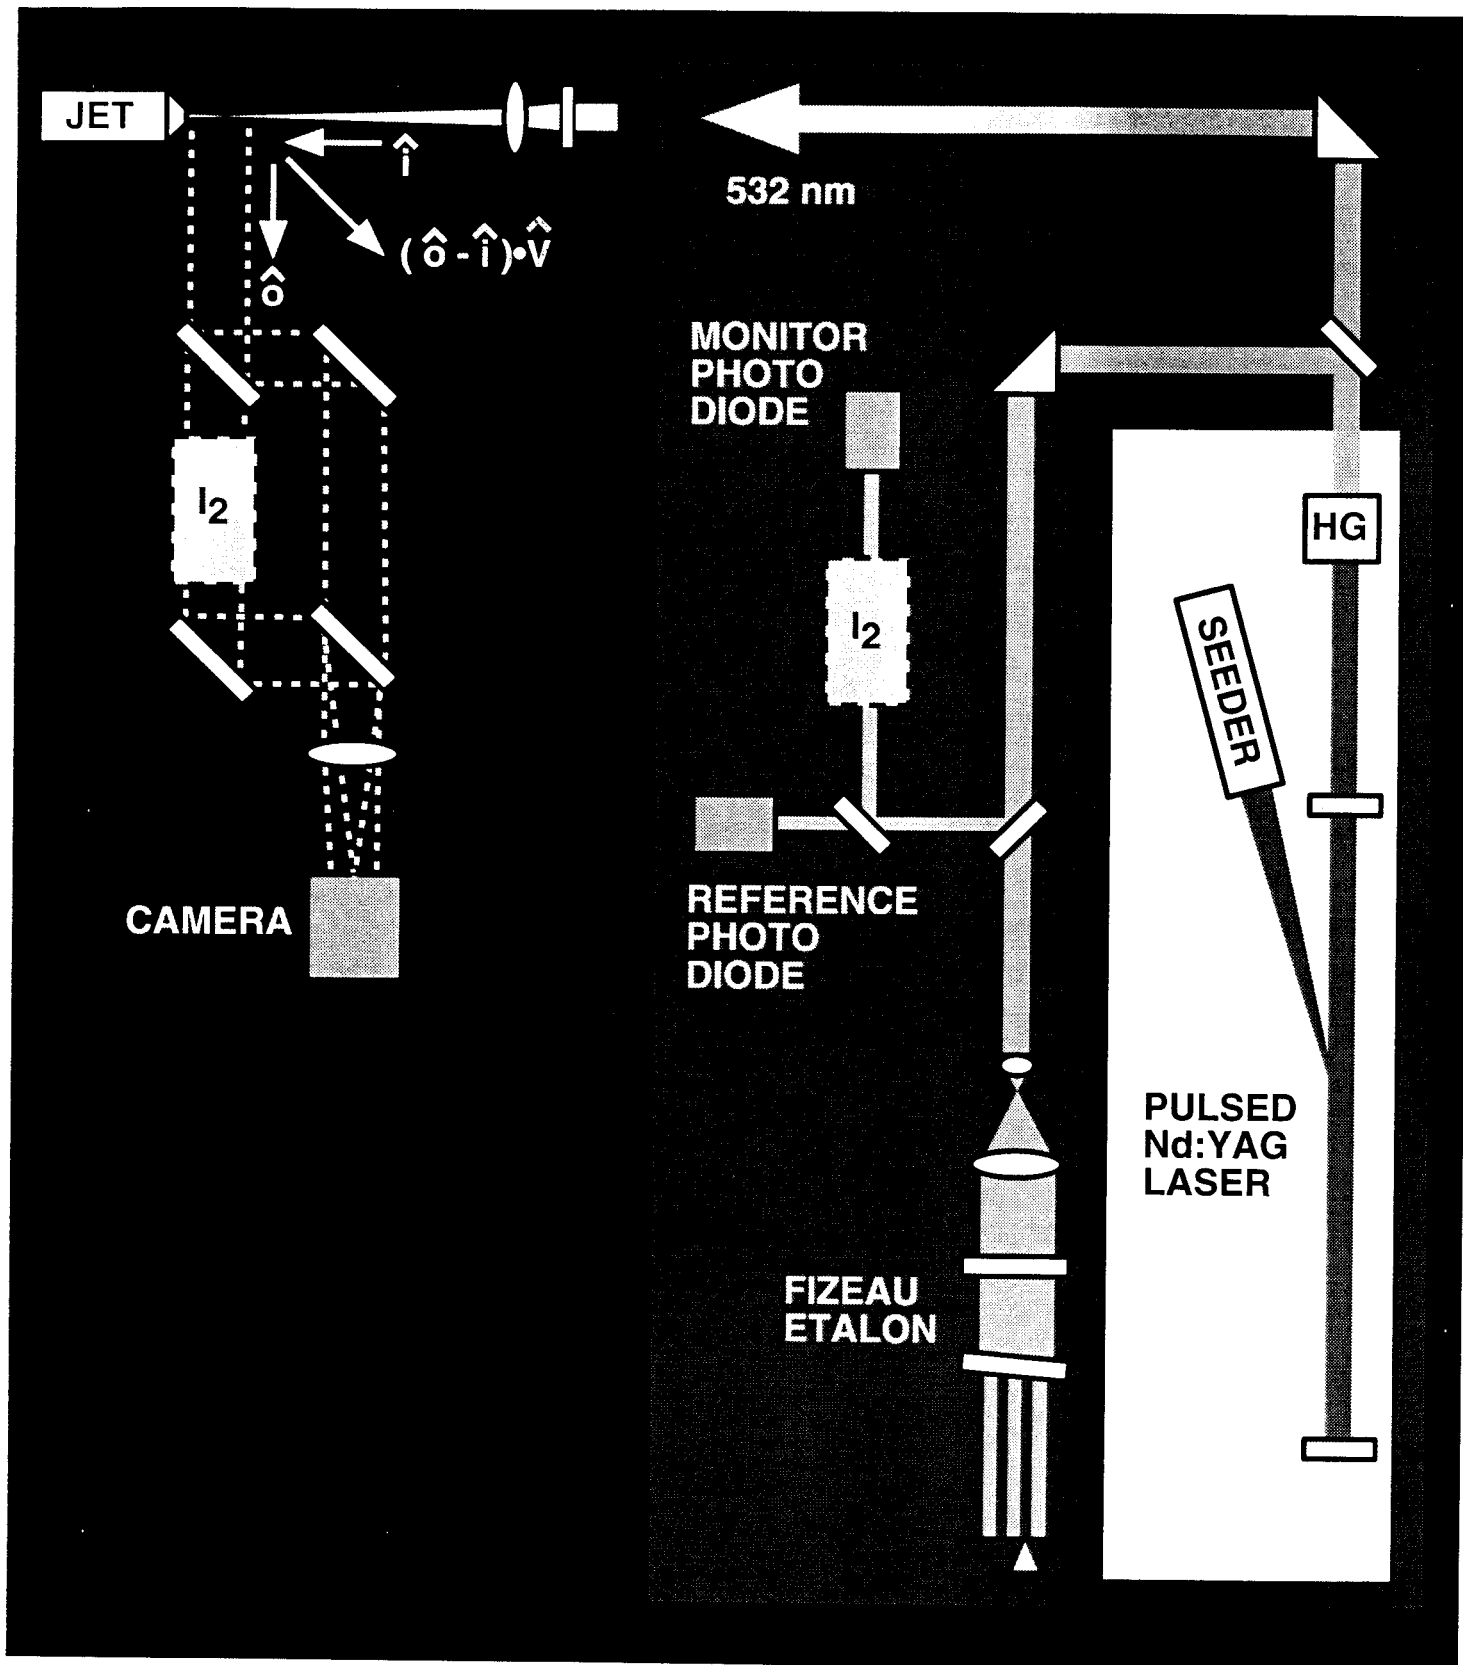 JET
î
532 nm
(ô - î)•V̂
ô
MONITOR
PHOTO
DIODE
I₂
HG
I₂
SEEDER
CAMERA
REFERENCE
PHOTO
DIODE
PULSED
Nd:YAG
LASER
FIZEAU
ETALON